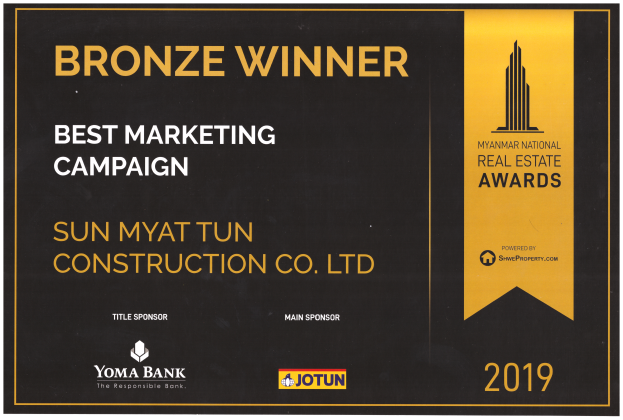 BRONZE WINNER
BEST MARKETING
CAMPAIGN
SUN MYAT TUN
CONSTRUCTION CO. LTD
TITLE SPONSOR
YOMA BANK
The Responsible Bank.
MAIN SPONSOR
JOTUN
MYANMAR NATIONAL
REAL ESTATE
AWARDS
POWERED BY
SHWEPROPERTY.COM
2019